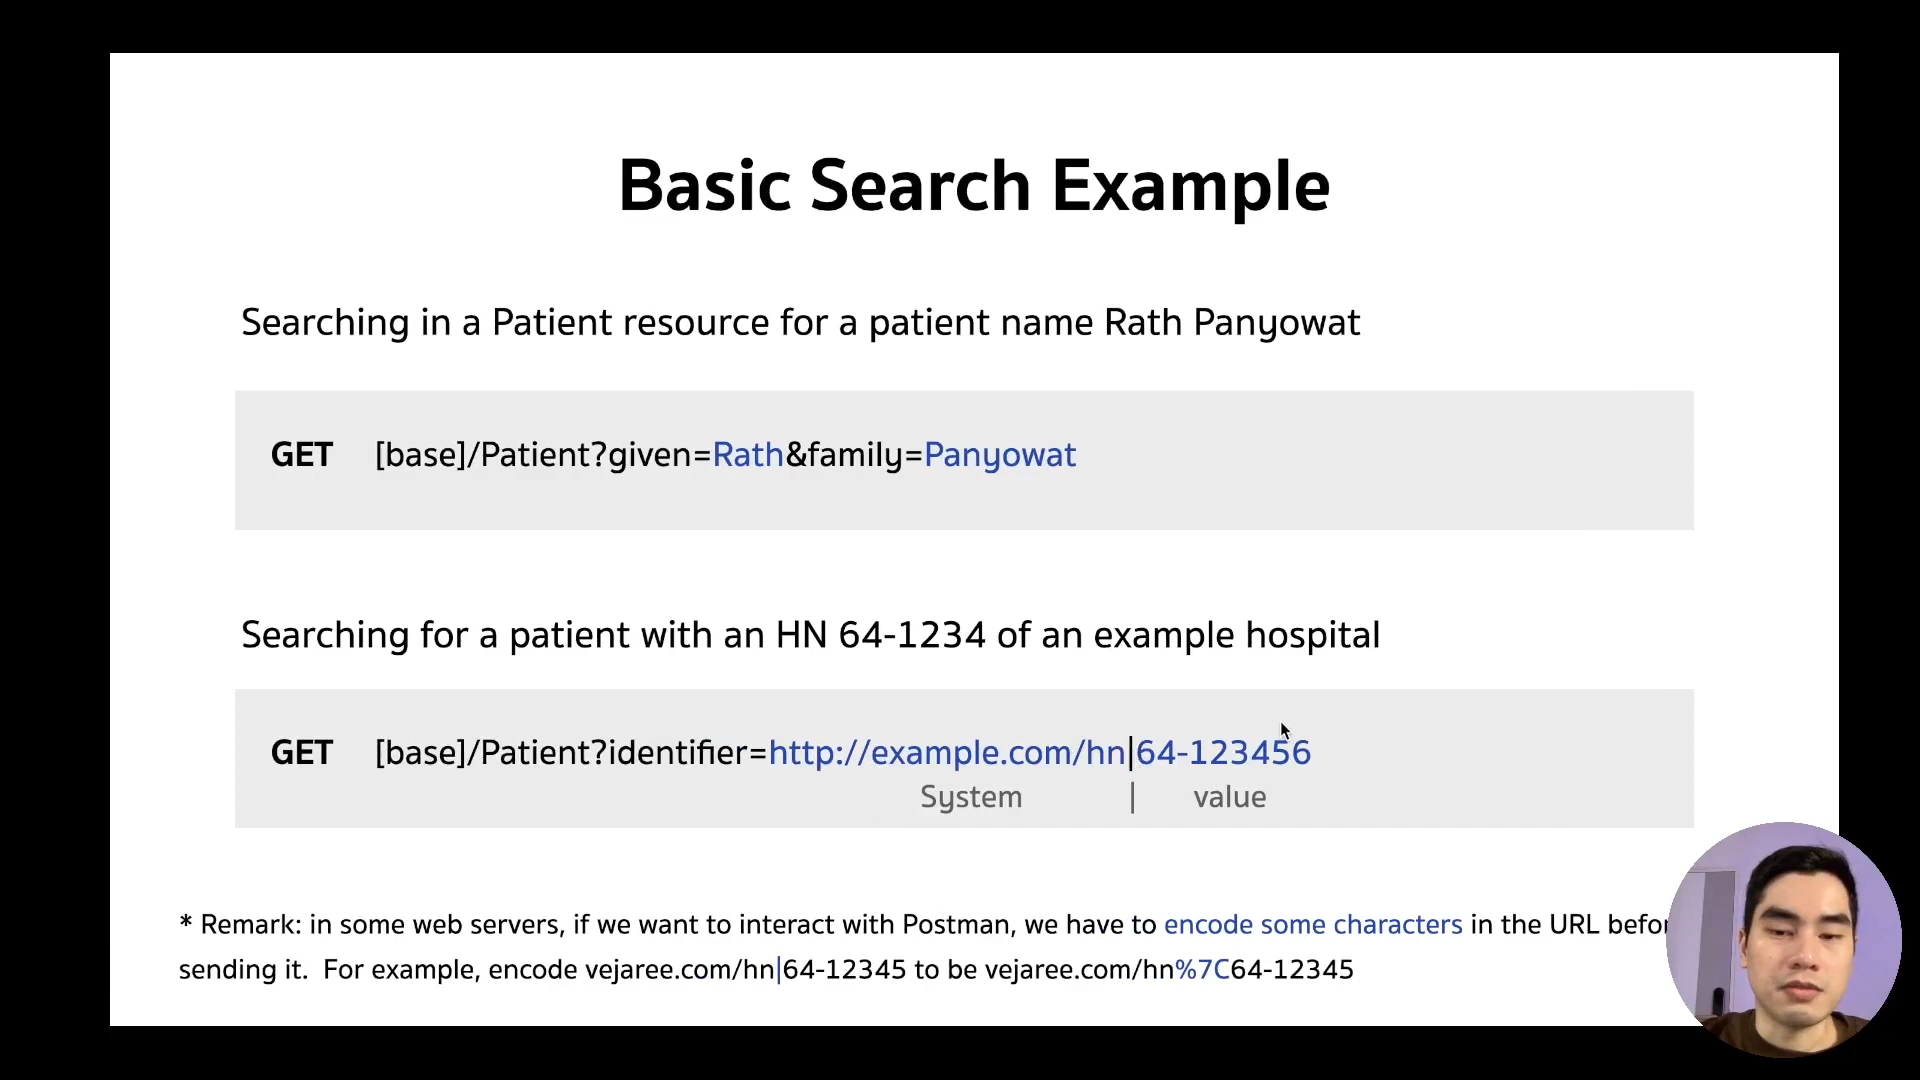 Basic Search Example
Searching in a Patient resource for a patient name Rath Panyowat
GET [base]/Patient?given=Rath&family=Panyowat
Searching for a patient with an HN 64-1234 of an example hospital
GET [base]/Patient?identifier=http://example.com/hn|64-123456
System | value
* Remark: in some web servers, if we want to interact with Postman, we have to encode some characters in the URL
sending it. For example, encode vejaree.com/hn|64-12345 to be vejaree.com/hn%7C64-12345